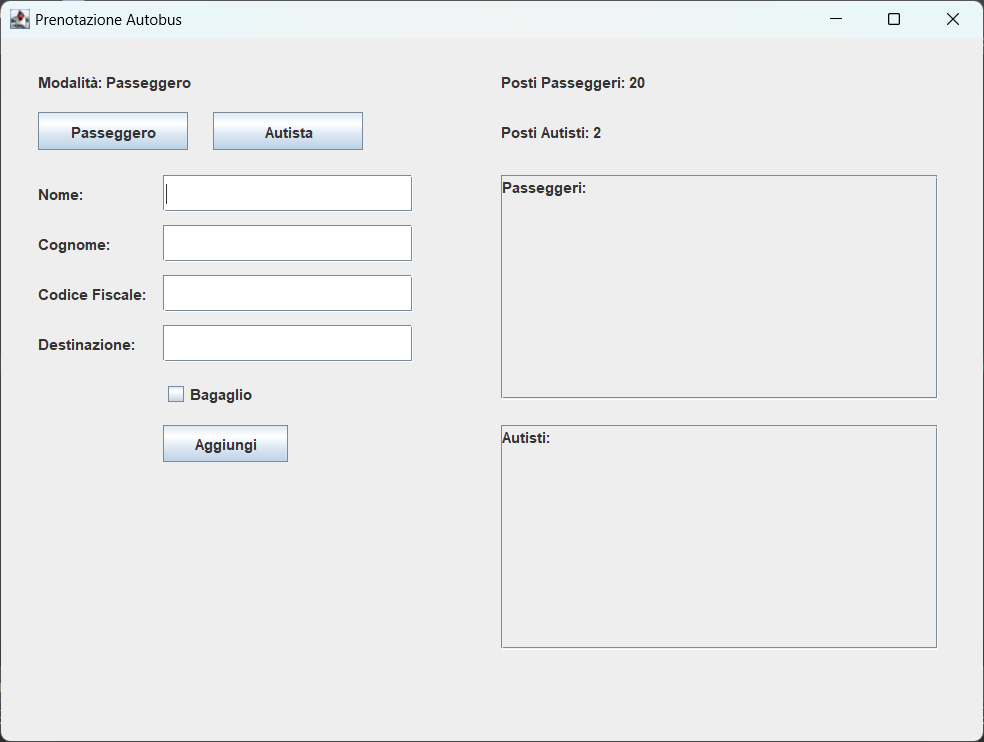 Prenotazione Autobus
Modalità: Passeggero
Passeggero
Autista
Nome:
Cognome:
Codice Fiscale:
Destinazione:
Bagaglio
Aggiungi
Posti Passeggeri: 20
Posti Autisti: 2
Passeggeri:
Autisti: